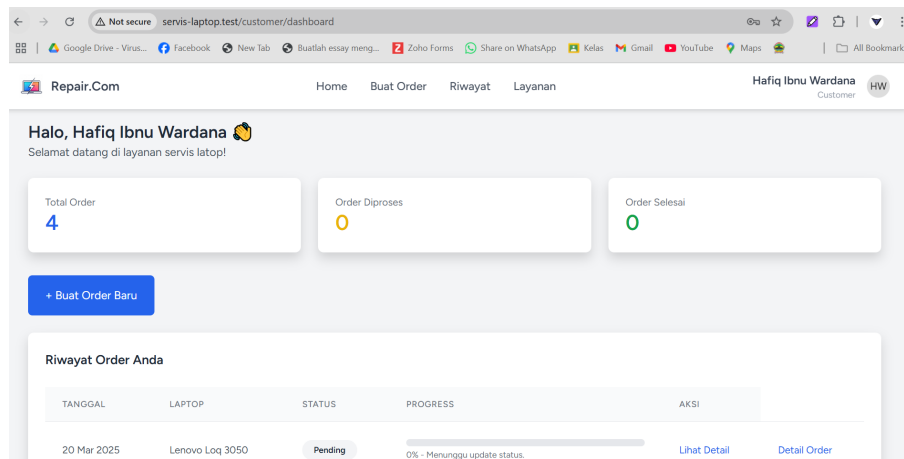 Not secure servis-laptop.test/customer/dashboard
Google Drive - Virus... Facebook New Tab Buatlah essay meng... Zoho Forms Share on WhatsApp Kelas Gmail YouTube Maps All Bookmark
Repair.Com Home Buat Order Riwayat Layanan Hafiq Ibnu Wardana HW
Customer
Halo, Hafiq Ibnu Wardana 👋
Selamat datang di layanan servis latop!
Total Order Order Diproses Order Selesai
4 0 0
+ Buat Order Baru
Riwayat Order Anda
TANGGAL LAPTOP STATUS PROGRESS AKSI
20 Mar 2025 Lenovo Loq 3050 Pending Lihat Detail Detail Order
0% - Menunggu update status.